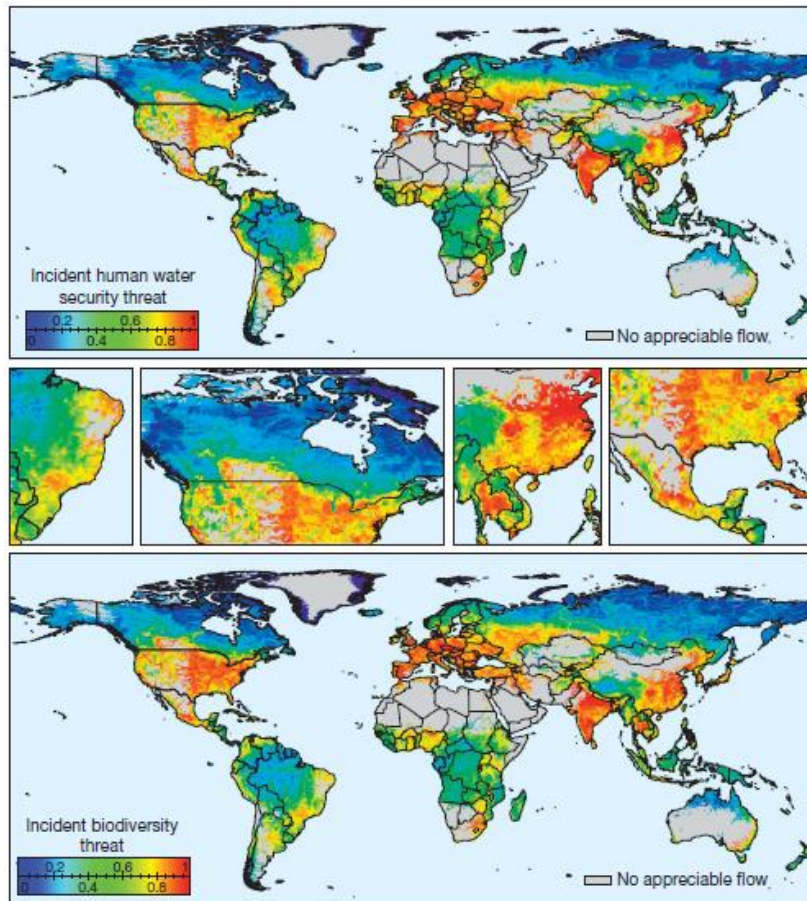 Incident human water
security threat
0.2 0.6 1
0 0.4 0.8
No appreciable flow
Incident biodiversity
threat
0.2 0.6 1
0 0.4 0.8
No appreciable flow